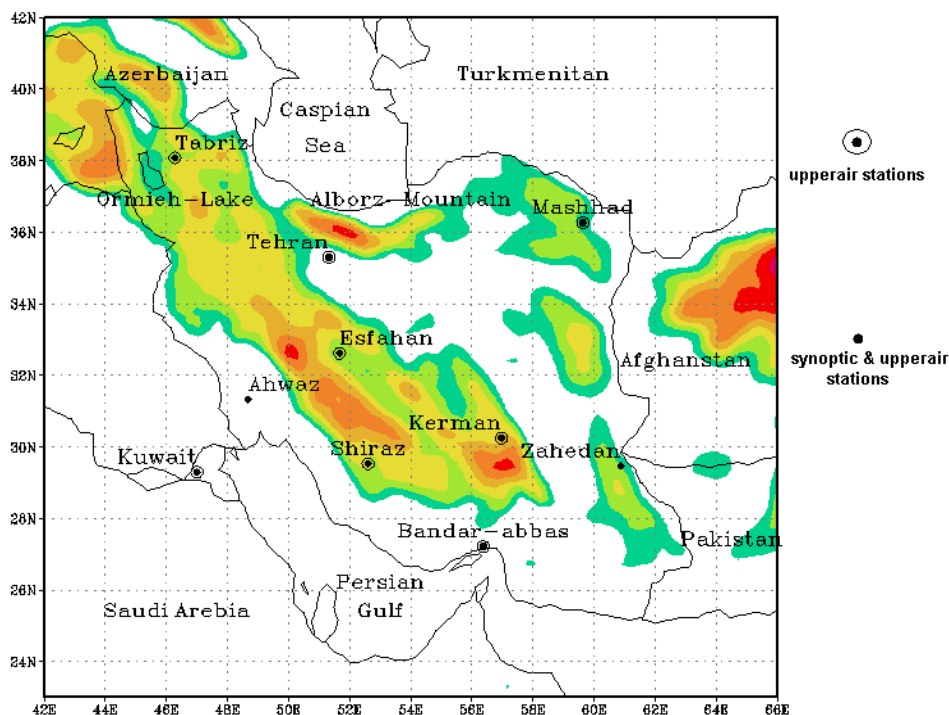 42N
40N
38N
36N
34N
32N
30N
28N
26N
24N
Azerbaijan
Turkmenitan
Caspian
Sea
Tabriz
Ormieh-Lake
Alborz-Mountain
Mashhad
Tehran
Esfahan
Afghanstan
Ahwaz
Kerman
Shiraz
Zahedan
Kuwait
Bandar-abbas
Pakistan
Persian
Gulf
Saudi Arebia
42E
44E
46E
48E
50E
52E
54E
56E
58E
60E
62E
64E
66E
upperair stations
synoptic & upperair
stations